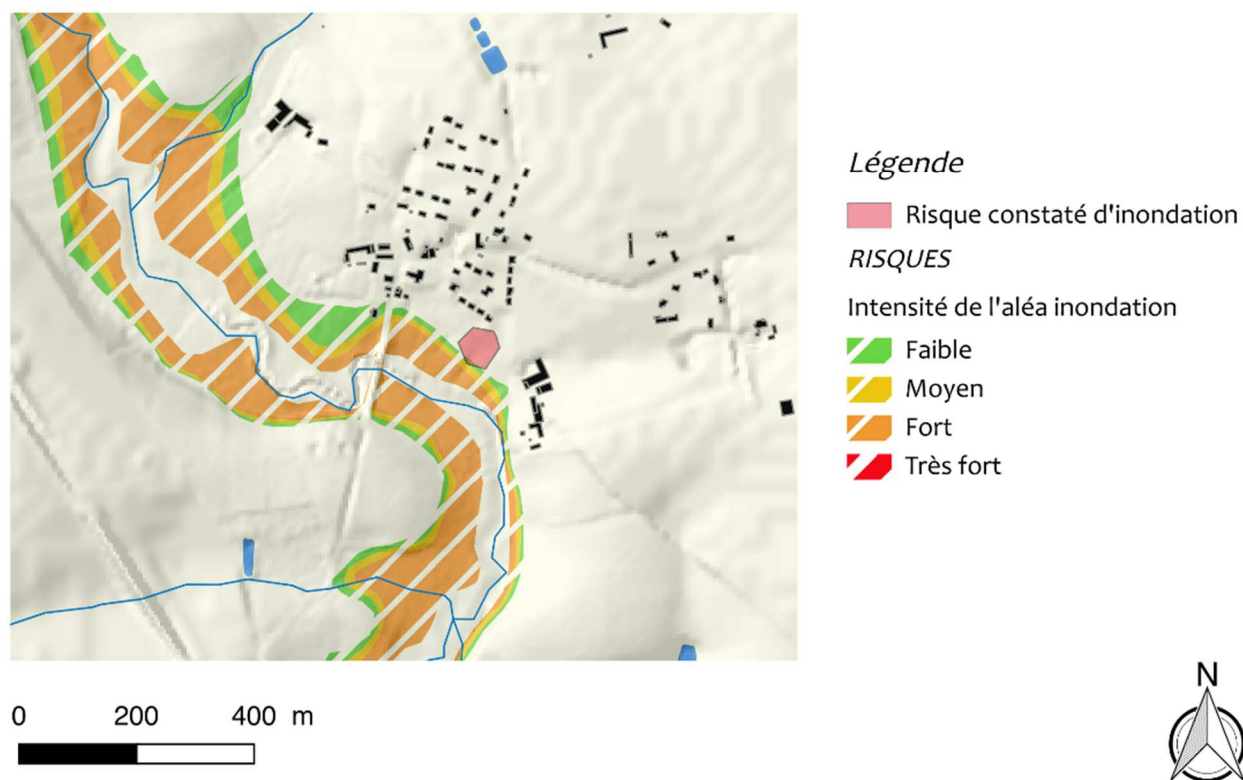 Légende
Risque constaté d'inondation
RISQUES
Intensité de l'aléa inondation
Faible
Moyen
Fort
Très fort
0 200 400 m
N